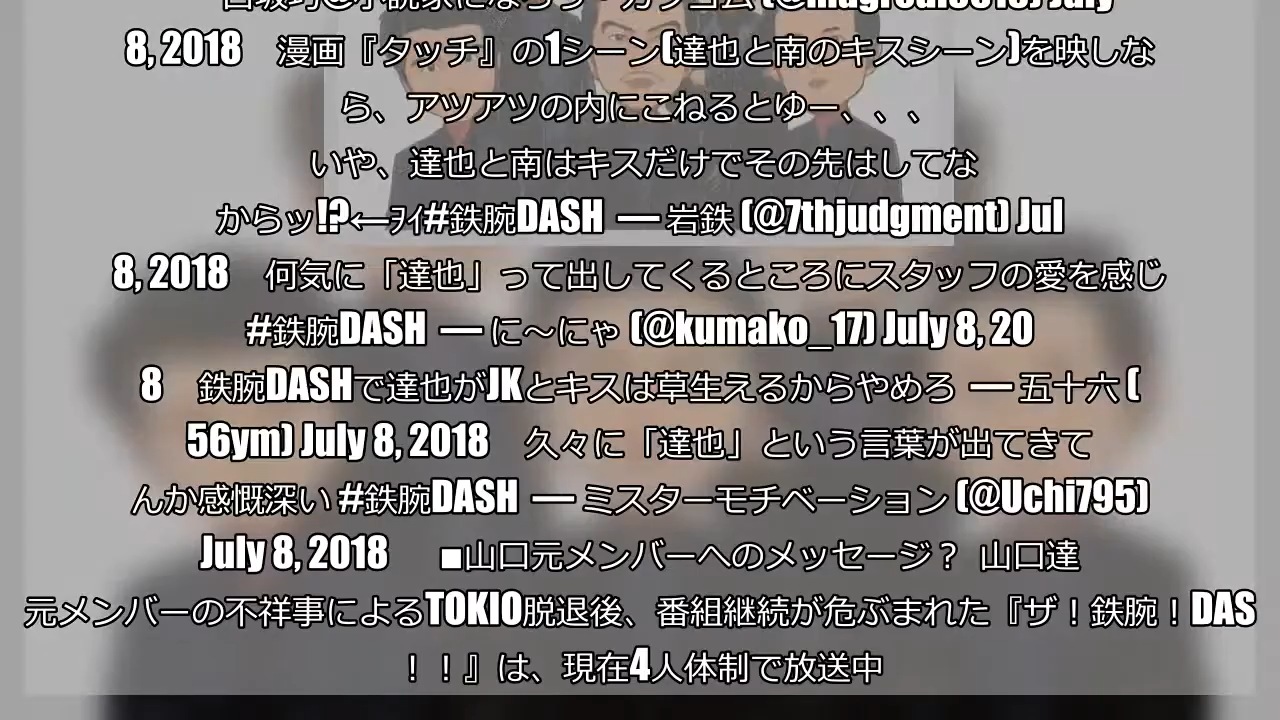 8, 2018 漫画『タッチ』の1シーン(達也と南のキスシーン)を映しな
ら、アツアツの内にこねるとゆー、、、
いや、達也と南はキスだけでその先はしてな
からッ!?←ｦｲ#鉄腕DASH — 岩鉄 (@7thjudgment) Jul
8, 2018 何気に「達也」って出してくるところにスタッフの愛を感じ
#鉄腕DASH — に〜にゃ (@kumako_17) July 8, 20
8 鉄腕DASHで達也がJKとキスは草生えるからやめろ — 五十六 (
56ym) July 8, 2018 久々に「達也」という言葉が出てきて
んか感慨深い #鉄腕DASH — ミスターモチベーション (@Uchi795)
July 8, 2018 ■山口元メンバーへのメッセージ？ 山口達
元メンバーの不祥事によるTOKIO脱退後、番組継続が危ぶまれた『ザ！鉄腕！DAS
！！』は、現在4人体制で放送中